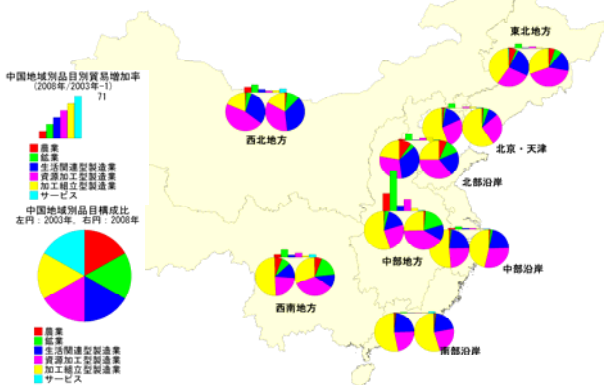 中国地域別品目別貿易増加率
(2008年/2003年-1)
71
農業
鉱業
生活関連型製造業
資源加工型製造業
加工組立型製造業
サービス
中国地域別品目構成比
左円：2003年、右円：2008年
農業
鉱業
生活関連型製造業
資源加工型製造業
加工組立型製造業
サービス
東北地方
西北地方
北京・天津
北部沿岸
中部地方
中部沿岸
西南地方
南部沿岸